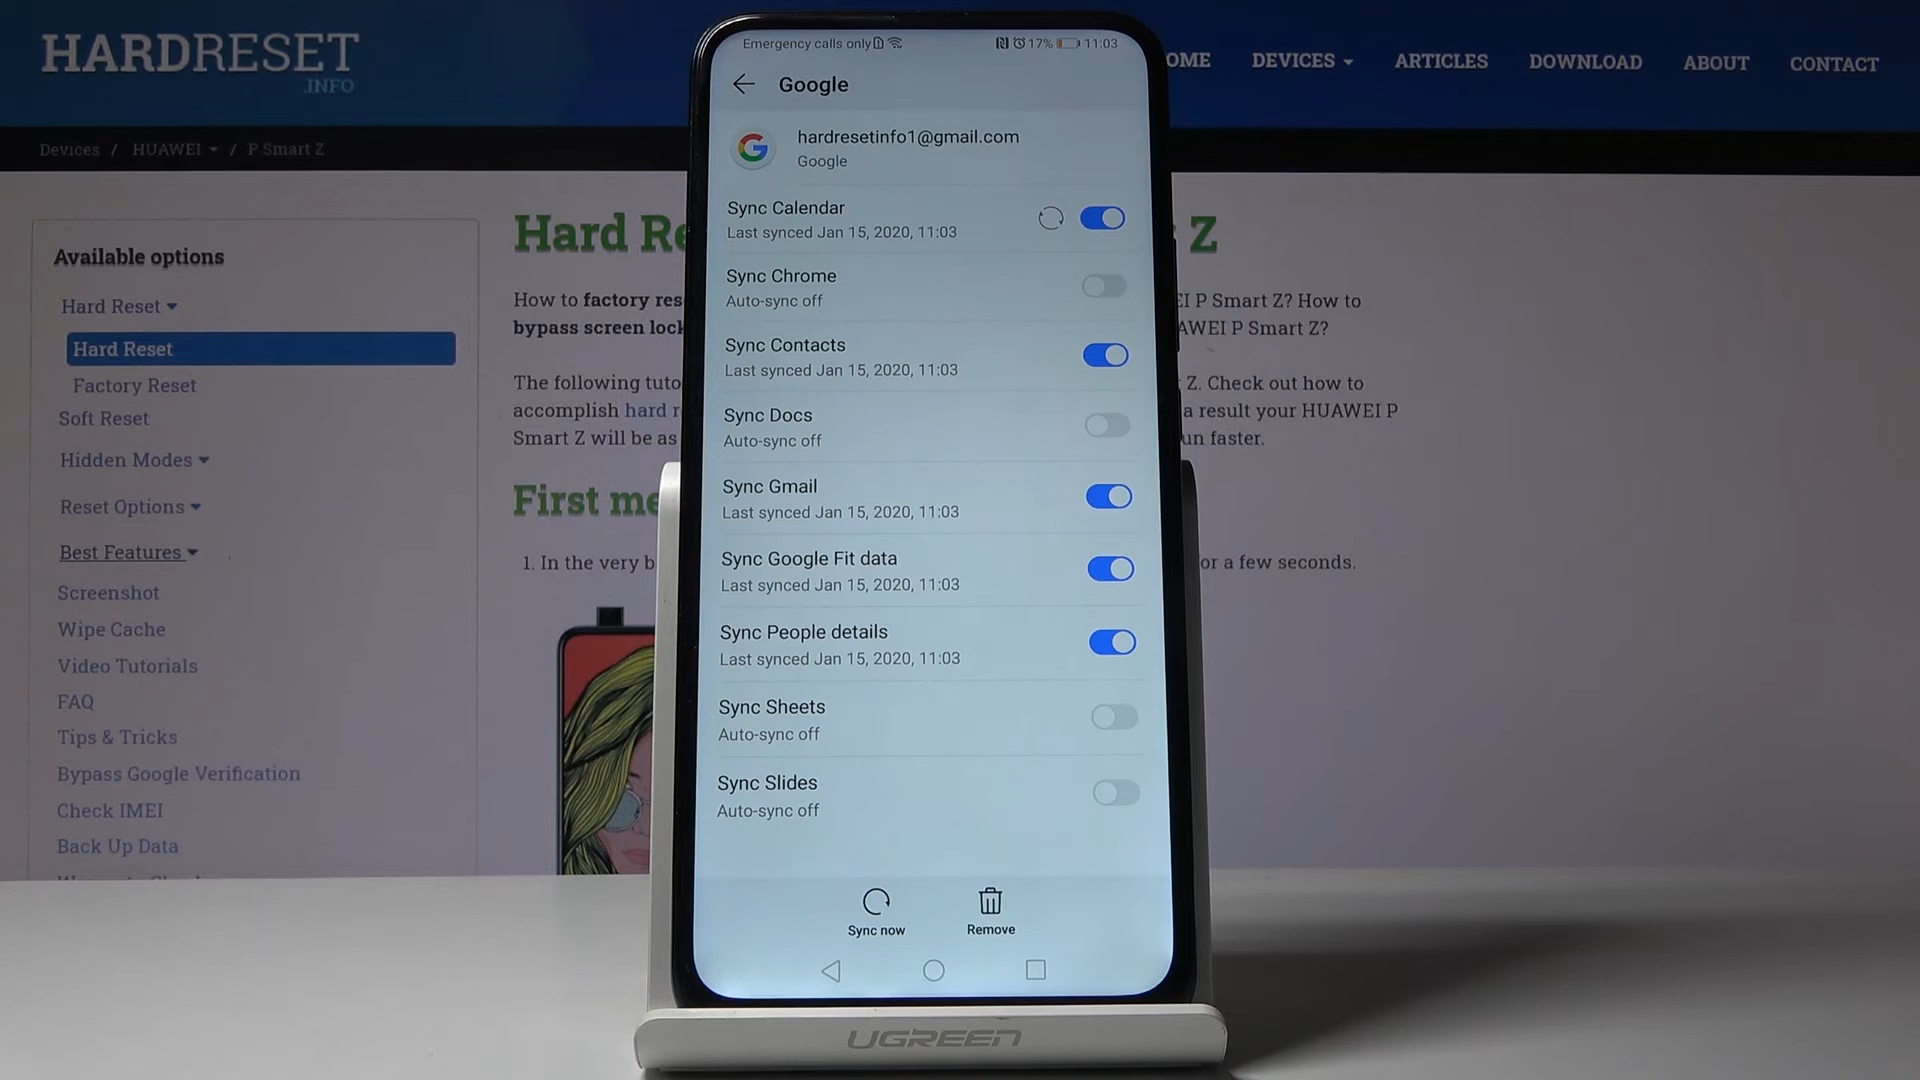 HARDRESET
.INFO
OME
DEVICES
ARTICLES
DOWNLOAD
ABOUT
CONTACT
Devices / HUAWEI / P Smart Z
Available options
Hard Reset
Hard Reset
Factory Reset
Soft Reset
Hidden Modes
Reset Options
Best Features
Screenshot
Wipe Cache
Video Tutorials
FAQ
Tips & Tricks
Bypass Google Verification
Check IMEI
Back Up Data
Hard Re
Z
How to factory res
EI P Smart Z? How to
bypass screen lock
AWEI P Smart Z?
The following tuto
Z. Check out how to
accomplish hard r
a result your HUAWEI P
Smart Z will be as
un faster.
First me
1. In the very b
or a few seconds.
Emergency calls only
17%
11:03
Google
hardresetinfo1@gmail.com
Google
Sync Calendar
Last synced Jan 15, 2020, 11:03
Sync Chrome
Auto-sync off
Sync Contacts
Last synced Jan 15, 2020, 11:03
Sync Docs
Auto-sync off
Sync Gmail
Last synced Jan 15, 2020, 11:03
Sync Google Fit data
Last synced Jan 15, 2020, 11:03
Sync People details
Last synced Jan 15, 2020, 11:03
Sync Sheets
Auto-sync off
Sync Slides
Auto-sync off
Sync now
Remove
UGREEN